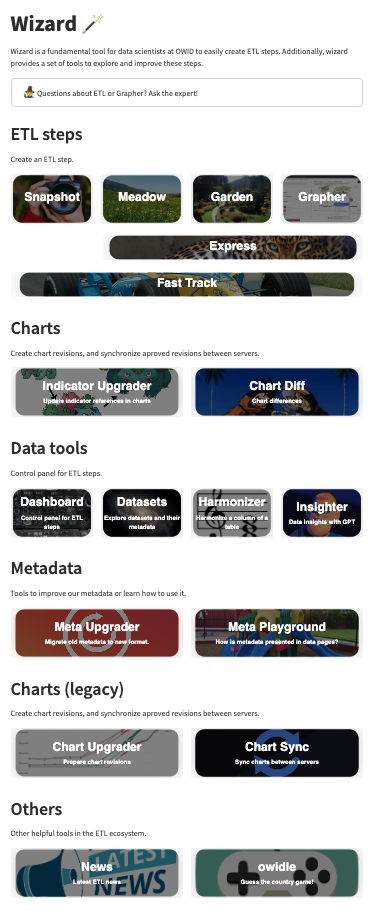 Wizard
Wizard is a fundamental tool for data scientists at OWID to easily create ETL steps. Additionally, wizard
provides a set of tools to explore and improve these steps.
Questions about ETL or Grapher? Ask the expert!
ETL steps
Create an ETL step.
Snapshot Meadow Garden Grapher
Express
Fast Track
Charts
Create chart revisions, and synchronize aproved revisions between servers.
Indicator Upgrader Chart Diff
Update indicator references in charts Chart differences
Data tools
Control panel for ETL steps.
Dashboard Datasets Harmonizer Insighter
Control panel for ETL
steps
Explore datasets and their
metadata
Harmonize a column of a
table
Data insights with GPT
Metadata
Tools to improve our metadata or learn how to use it.
Meta Upgrader Meta Playground
Migrate old metadata to new format. How is metadata presented in data pages?
Charts (legacy)
Create chart revisions, and synchronize aproved revisions between servers.
Chart Upgrader Chart Sync
Prepare chart revisions Sync charts between servers
Others
Other helpful tools in the ETL ecosystem.
LATEST
NEWS
News owidle
Latest ETL news Guess the country game!